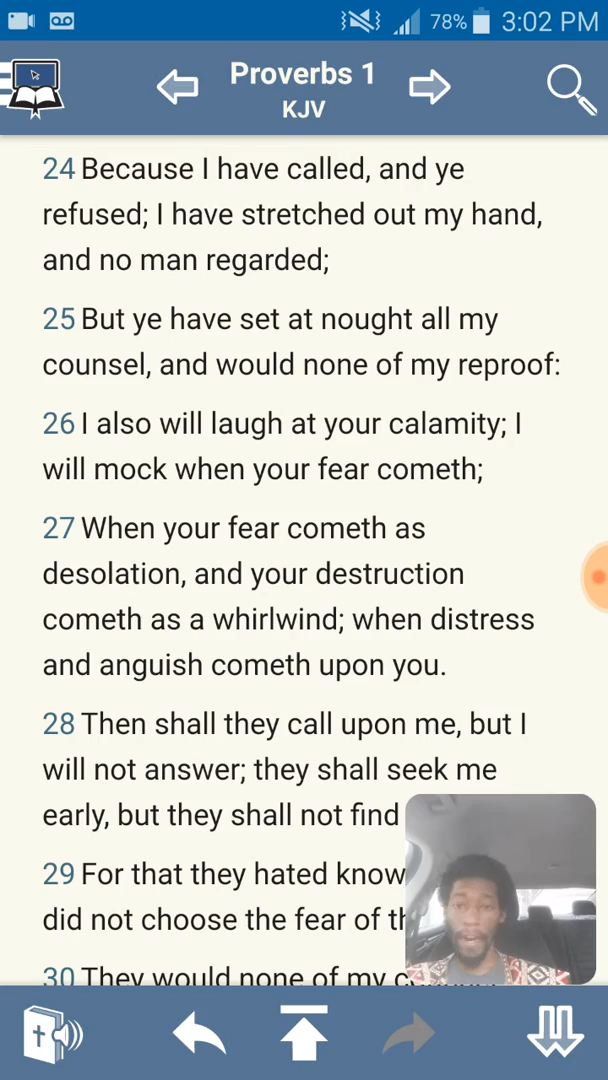 78% 3:02 PM
Proverbs 1
KJV
24 Because I have called, and ye
refused; I have stretched out my hand,
and no man regarded;
25 But ye have set at nought all my
counsel, and would none of my reproof:
26 I also will laugh at your calamity; I
will mock when your fear cometh;
27 When your fear cometh as
desolation, and your destruction
cometh as a whirlwind; when distress
and anguish cometh upon you.
28 Then shall they call upon me, but I
will not answer; they shall seek me
early, but they shall not find
29 For that they hated know
did not choose the fear of th
30 They would none of my